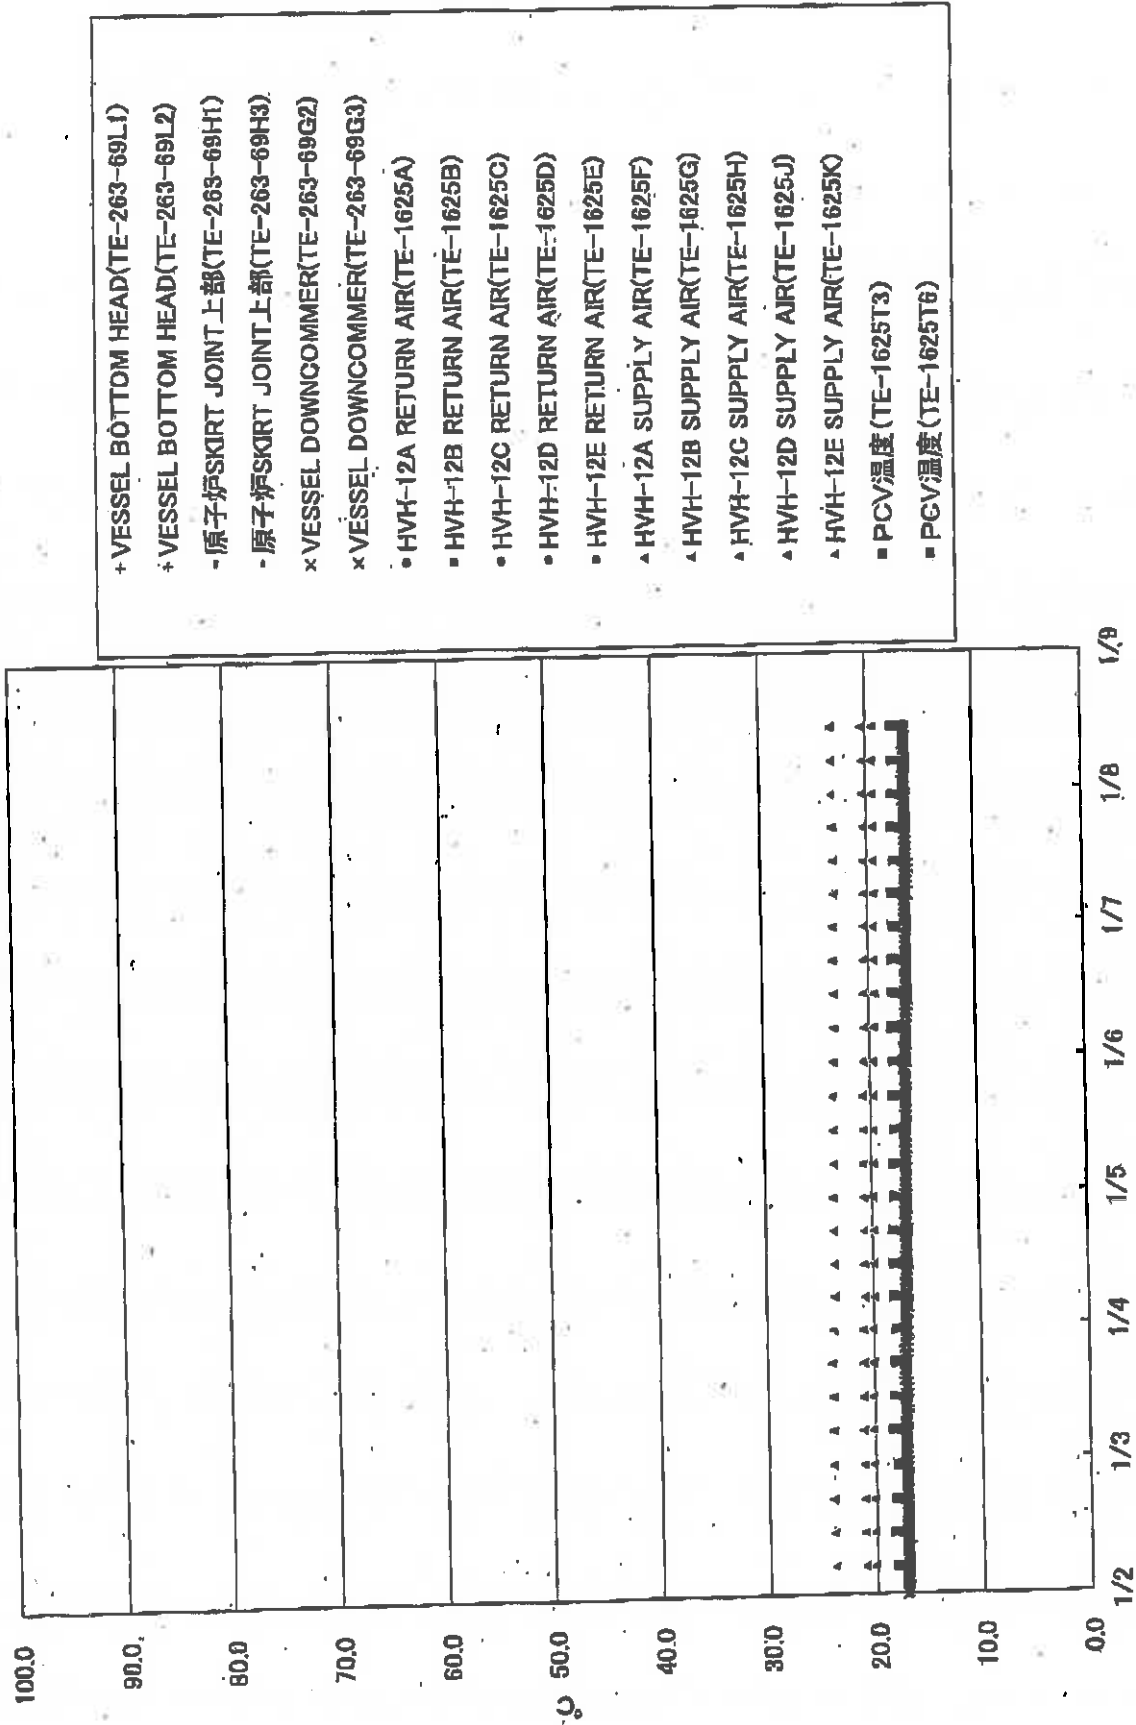 100.0
90.0
80.0
70.0
60.0
50.0
40.0
30.0
20.0
10.0
0.0
℃
1/2
1/3
1/4
1/5
1/6
1/7
1/8
1/9
+VESSEL BOTTOM HEAD(TE-263-69L1)
+VESSEL BOTTOM HEAD(TE-263-69L2)
-原子炉SKIRT JOINT上部(TE-263-69H1)
-原子炉SKIRT JOINT上部(TE-263-69H3)
×VESSEL DOWNCOMMER(TE-263-69G2)
×VESSEL DOWNCOMMER(TE-263-69G3)
●HVH-12A RETURN AIR(TE-1625A)
▪HVH-12B RETURN AIR(TE-1625B)
●HVH-12C RETURN AIR(TE-1625C)
●HVH-12D RETURN AIR(TE-1625D)
●HVH-12E RETURN AIR(TE-1625E)
▲HVH-12A SUPPLY AIR(TE-1625F)
▲HVH-12B SUPPLY AIR(TE-1625G)
▲HVH-12C SUPPLY AIR(TE-1625H)
▲HVH-12D SUPPLY AIR(TE-1625J)
▲HVH-12E SUPPLY AIR(TE-1625K)
■PCV温度(TE-1625T3)
■PCV温度(TE-1625T6)